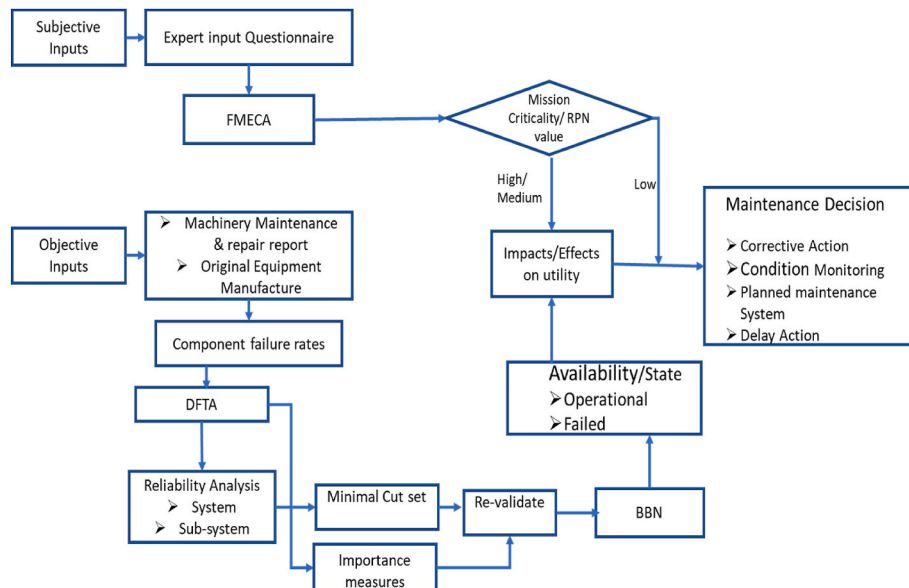 Subjective
Inputs
Expert input Questionnaire
FMECA
Mission
Criticality/ RPN
value
High/
Medium
Low
Objective
Inputs
➢ Machinery Maintenance
& repair report
➢ Original Equipment
Manufacture
Component failure rates
DFTA
Reliability Analysis
➢ System
➢ Sub-system
Minimal Cut set
Importance
measures
Re-validate
BBN
Availability/State
➢Operational
➢Failed
Impacts/Effects
on utility
Maintenance Decision
➢ Corrective Action
➢ Condition Monitoring
➢ Planned maintenance
System
➢ Delay Action